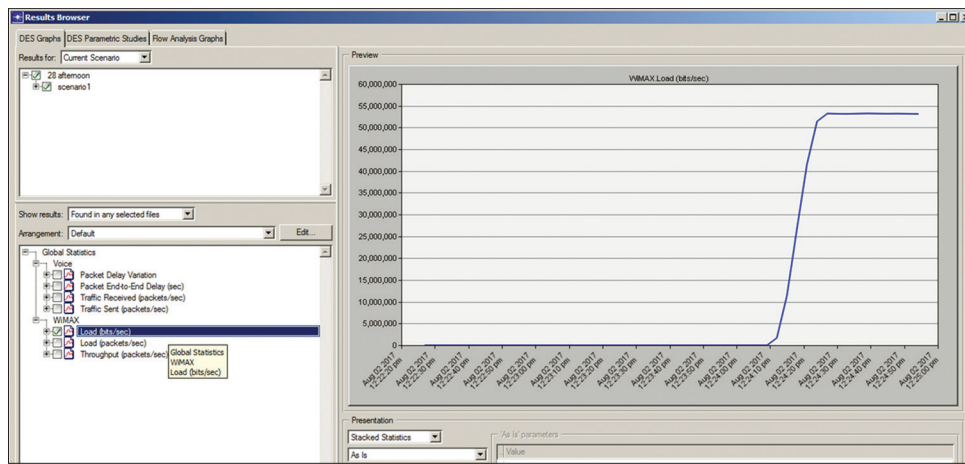 Results Browser
DES Graphs DES Parametric Studies Flow Analysis Graphs
Results for: Current Scenario
28 afternoon
scenario1
Show results: Found in any selected files
Arrangement: Default Edit...
Global Statistics
Voice
Packet Delay Variation
Packet End-to-End Delay (sec)
Traffic Received (packets/sec)
Traffic Sent (packets/sec)
WiMAX
Load (bits/sec)
Load (packets/sec)
Throughput (packets/sec)
Global Statistics
WiMAX
Load (bits/sec)
Preview
WiMAX.Load (bits/sec)
60,000,000
55,000,000
50,000,000
45,000,000
40,000,000
35,000,000
30,000,000
25,000,000
20,000,000
15,000,000
10,000,000
5,000,000
0
Aug 02 2017 12:22:20 pm
Aug 02 2017 12:22:30 pm
Aug 02 2017 12:22:40 pm
Aug 02 2017 12:22:50 pm
Aug 02 2017 12:23:00 pm
Aug 02 2017 12:23:10 pm
Aug 02 2017 12:23:20 pm
Aug 02 2017 12:23:30 pm
Aug 02 2017 12:23:40 pm
Aug 02 2017 12:23:50 pm
Aug 02 2017 12:24:00 pm
Aug 02 2017 12:24:10 pm
Aug 02 2017 12:24:20 pm
Aug 02 2017 12:24:30 pm
Aug 02 2017 12:24:40 pm
Aug 02 2017 12:24:50 pm
Aug 02 2017 12:25:00 pm
Presentation
Stacked Statistics
As Is
'As Is' parameters
Value